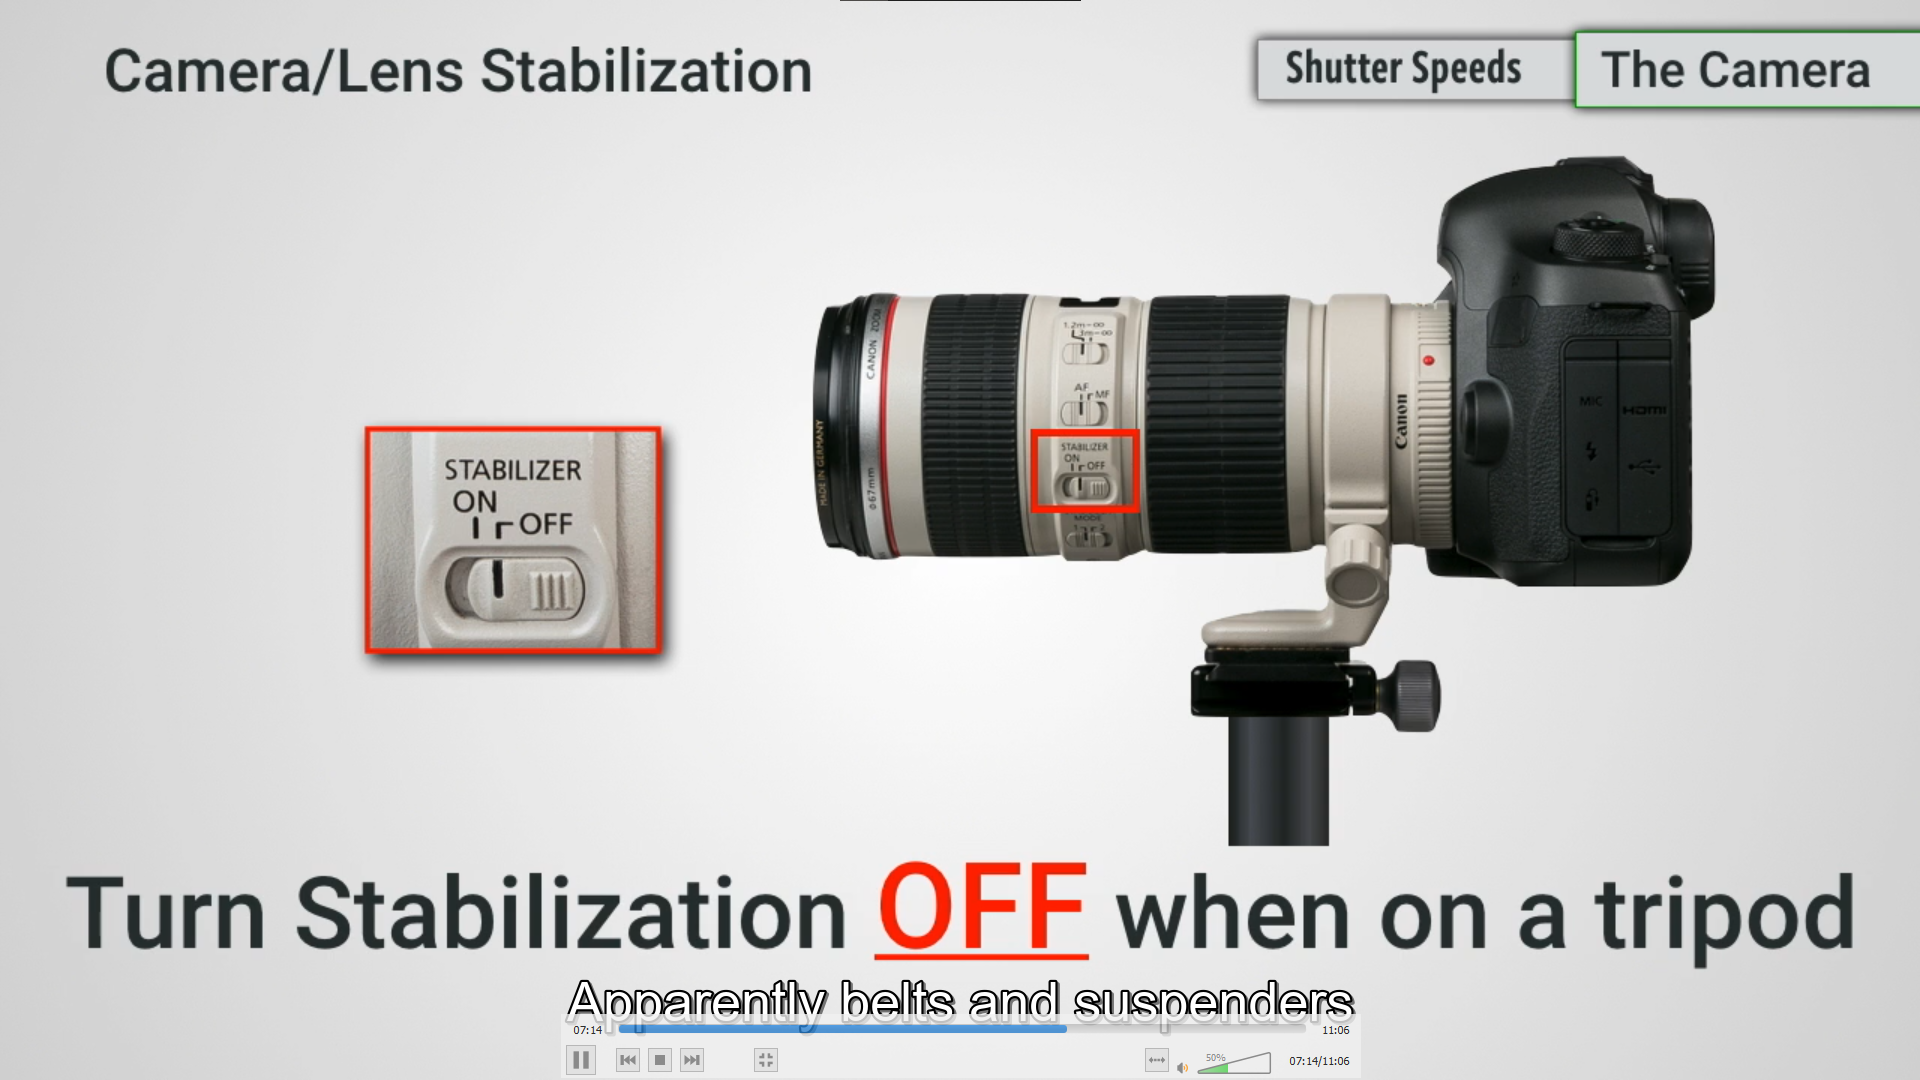 Camera/Lens Stabilization
Shutter Speeds
The Camera
CANON ZOOM
MADE IN GERMANY
ø67mm
1.2m-∞
3m-∞
AF
MF
STABILIZER
ON
OFF
MODE
1 2
Canon
MIC
HDMI
STABILIZER
ON
OFF
Turn Stabilization OFF when on a tripod
Apparently belts and suspenders
07:14
11:06
50%
07:14/11:06